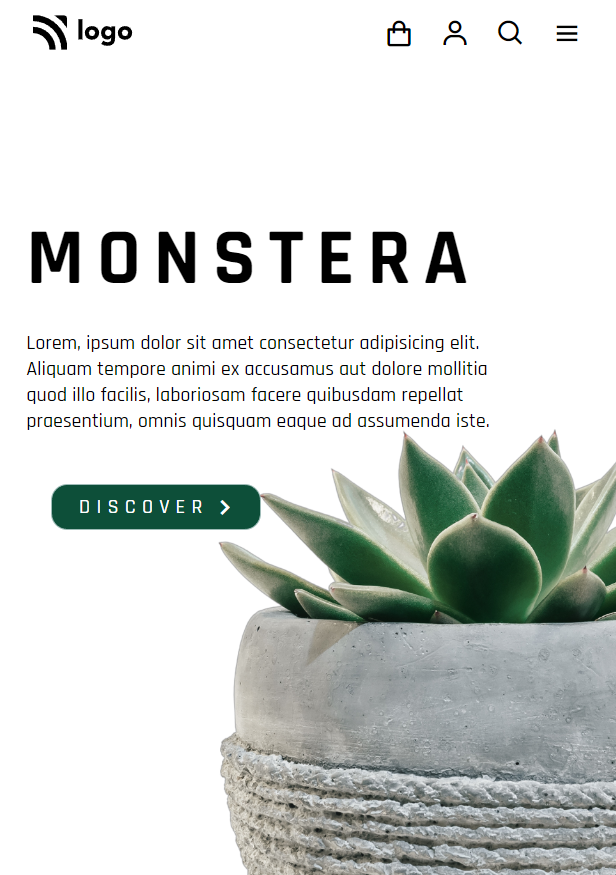 logo
MONSTERA
Lorem, ipsum dolor sit amet consectetur adipisicing elit.
Aliquam tempore animi ex accusamus aut dolore mollitia
quod illo facilis, laboriosam facere quibusdam repellat
praesentium, omnis quisquam eaque ad assumenda iste.
DISCOVER